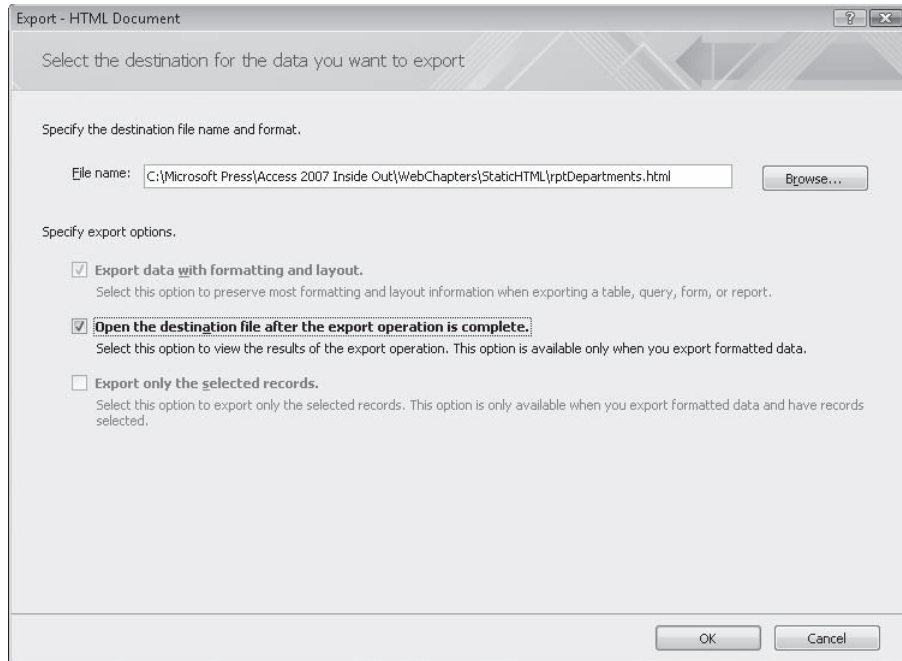 Export - HTML Document
Select the destination for the data you want to export
Specify the destination file name and format.
File name: C:\Microsoft Press\Access 2007 Inside Out\WebChapters\StaticHTML\rptDepartments.html Browse...
Specify export options.
Export data with formatting and layout.
Select this option to preserve most formatting and layout information when exporting a table, query, form, or report.
Open the destination file after the export operation is complete.
Select this option to view the results of the export operation. This option is available only when you export formatted data.
Export only the selected records.
Select this option to export only the selected records. This option is only available when you export formatted data and have records
selected.
OK Cancel